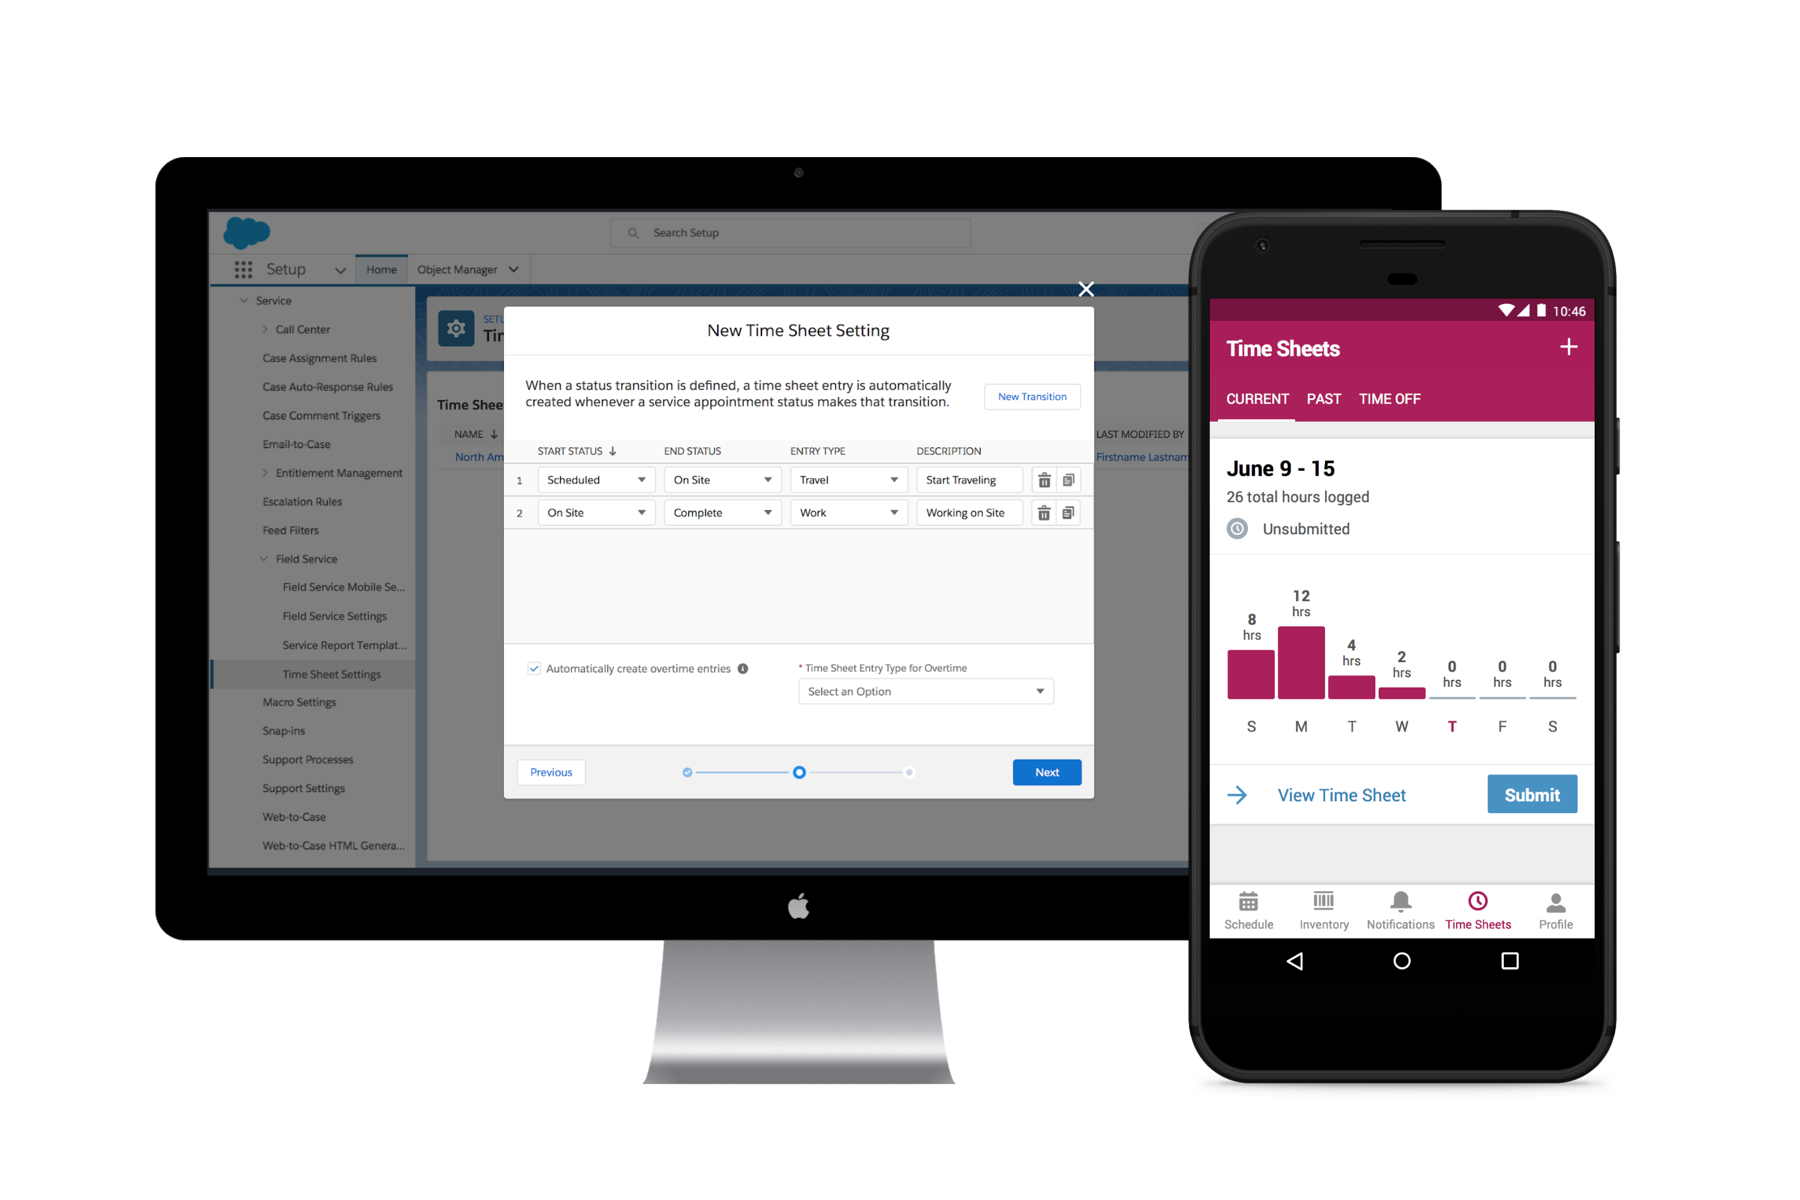 Search Setup
Setup
Home
Object Manager
Service
Call Center
Case Assignment Rules
Case Auto-Response Rules
Case Comment Triggers
Email-to-Case
Entitlement Management
Escalation Rules
Feed Filters
Field Service
Field Service Mobile Se...
Field Service Settings
Service Report Templat...
Time Sheet Settings
Macro Settings
Snap-ins
Support Processes
Support Settings
Web-to-Case
Web-to-Case HTML Genera...
SETU
Tin
Time Shee
NAME
North Am
LAST MODIFIED BY
Firstname Lastnam
New Time Sheet Setting
When a status transition is defined, a time sheet entry is automatically
created whenever a service appointment status makes that transition.
New Transition
START STATUS END STATUS ENTRY TYPE DESCRIPTION
1 Scheduled On Site Travel Start Traveling
2 On Site Complete Work Working on Site
Automatically create overtime entries
* Time Sheet Entry Type for Overtime
Select an Option
Previous
Next
10:46
Time Sheets
CURRENT PAST TIME OFF
June 9 - 15
26 total hours logged
Unsubmitted
8 hrs
12 hrs
4 hrs
2 hrs
0 hrs
0 hrs
0 hrs
S M T W T F S
View Time Sheet
Submit
Schedule Inventory Notifications Time Sheets Profile